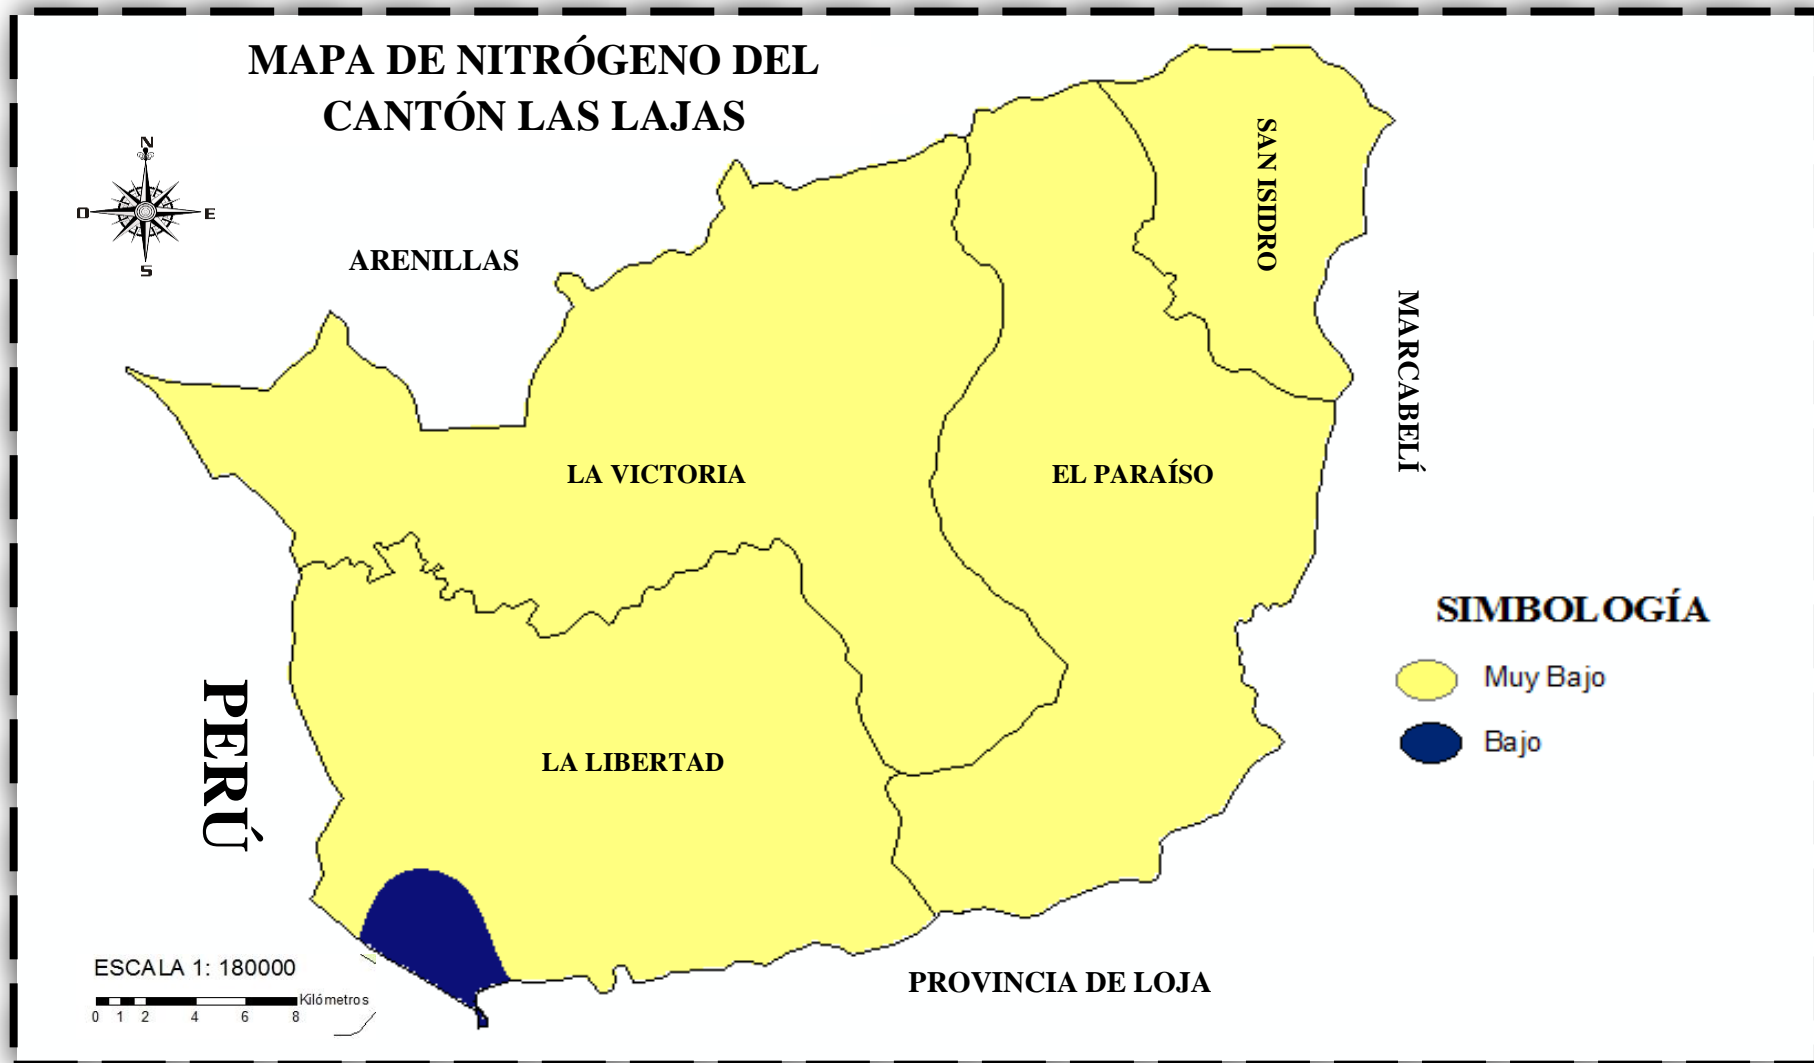 MAPA DE NITRÓGENO DEL
CANTÓN LAS LAJAS
N
O
E
S
ARENILLAS
SAN ISIDRO
MARCABELÍ
LA VICTORIA
EL PARAÍSO
SIMBOLOGÍA
Muy Bajo
Bajo
PERÚ
LA LIBERTAD
ESCALA 1: 180000
Kilómetros
0 1 2 4 6 8
PROVINCIA DE LOJA